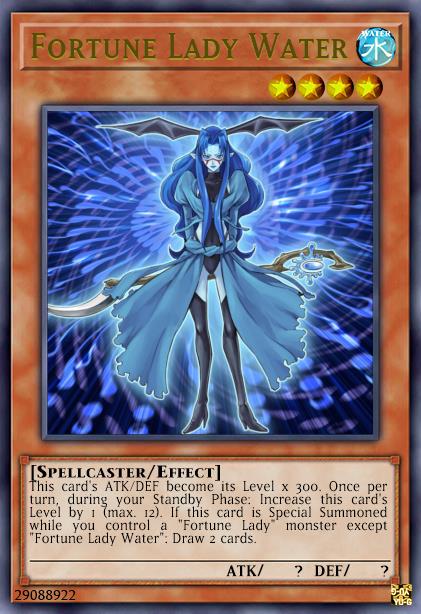 Fortune Lady Water
WATER
水
[Spellcaster/Effect]
This card's ATK/DEF become its Level x 300. Once per
turn, during your Standby Phase: Increase this card's
Level by 1 (max. 12). If this card is Special Summoned
while you control a "Fortune Lady" monster except
"Fortune Lady Water": Draw 2 cards.
ATK/ ? DEF/ ?
29088922